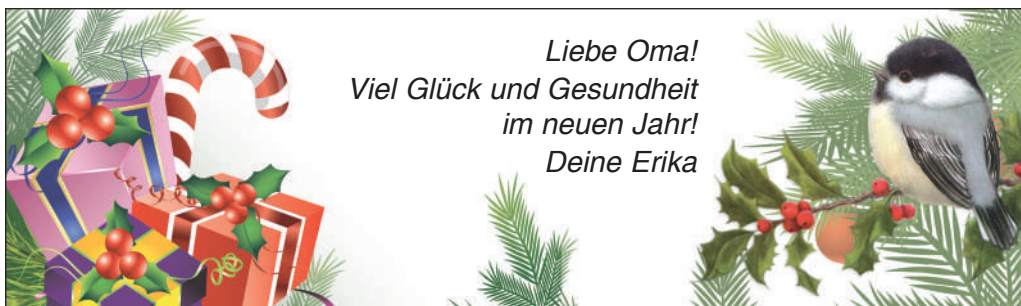 Liebe Oma!
Viel Glück und Gesundheit
im neuen Jahr!
Deine Erika